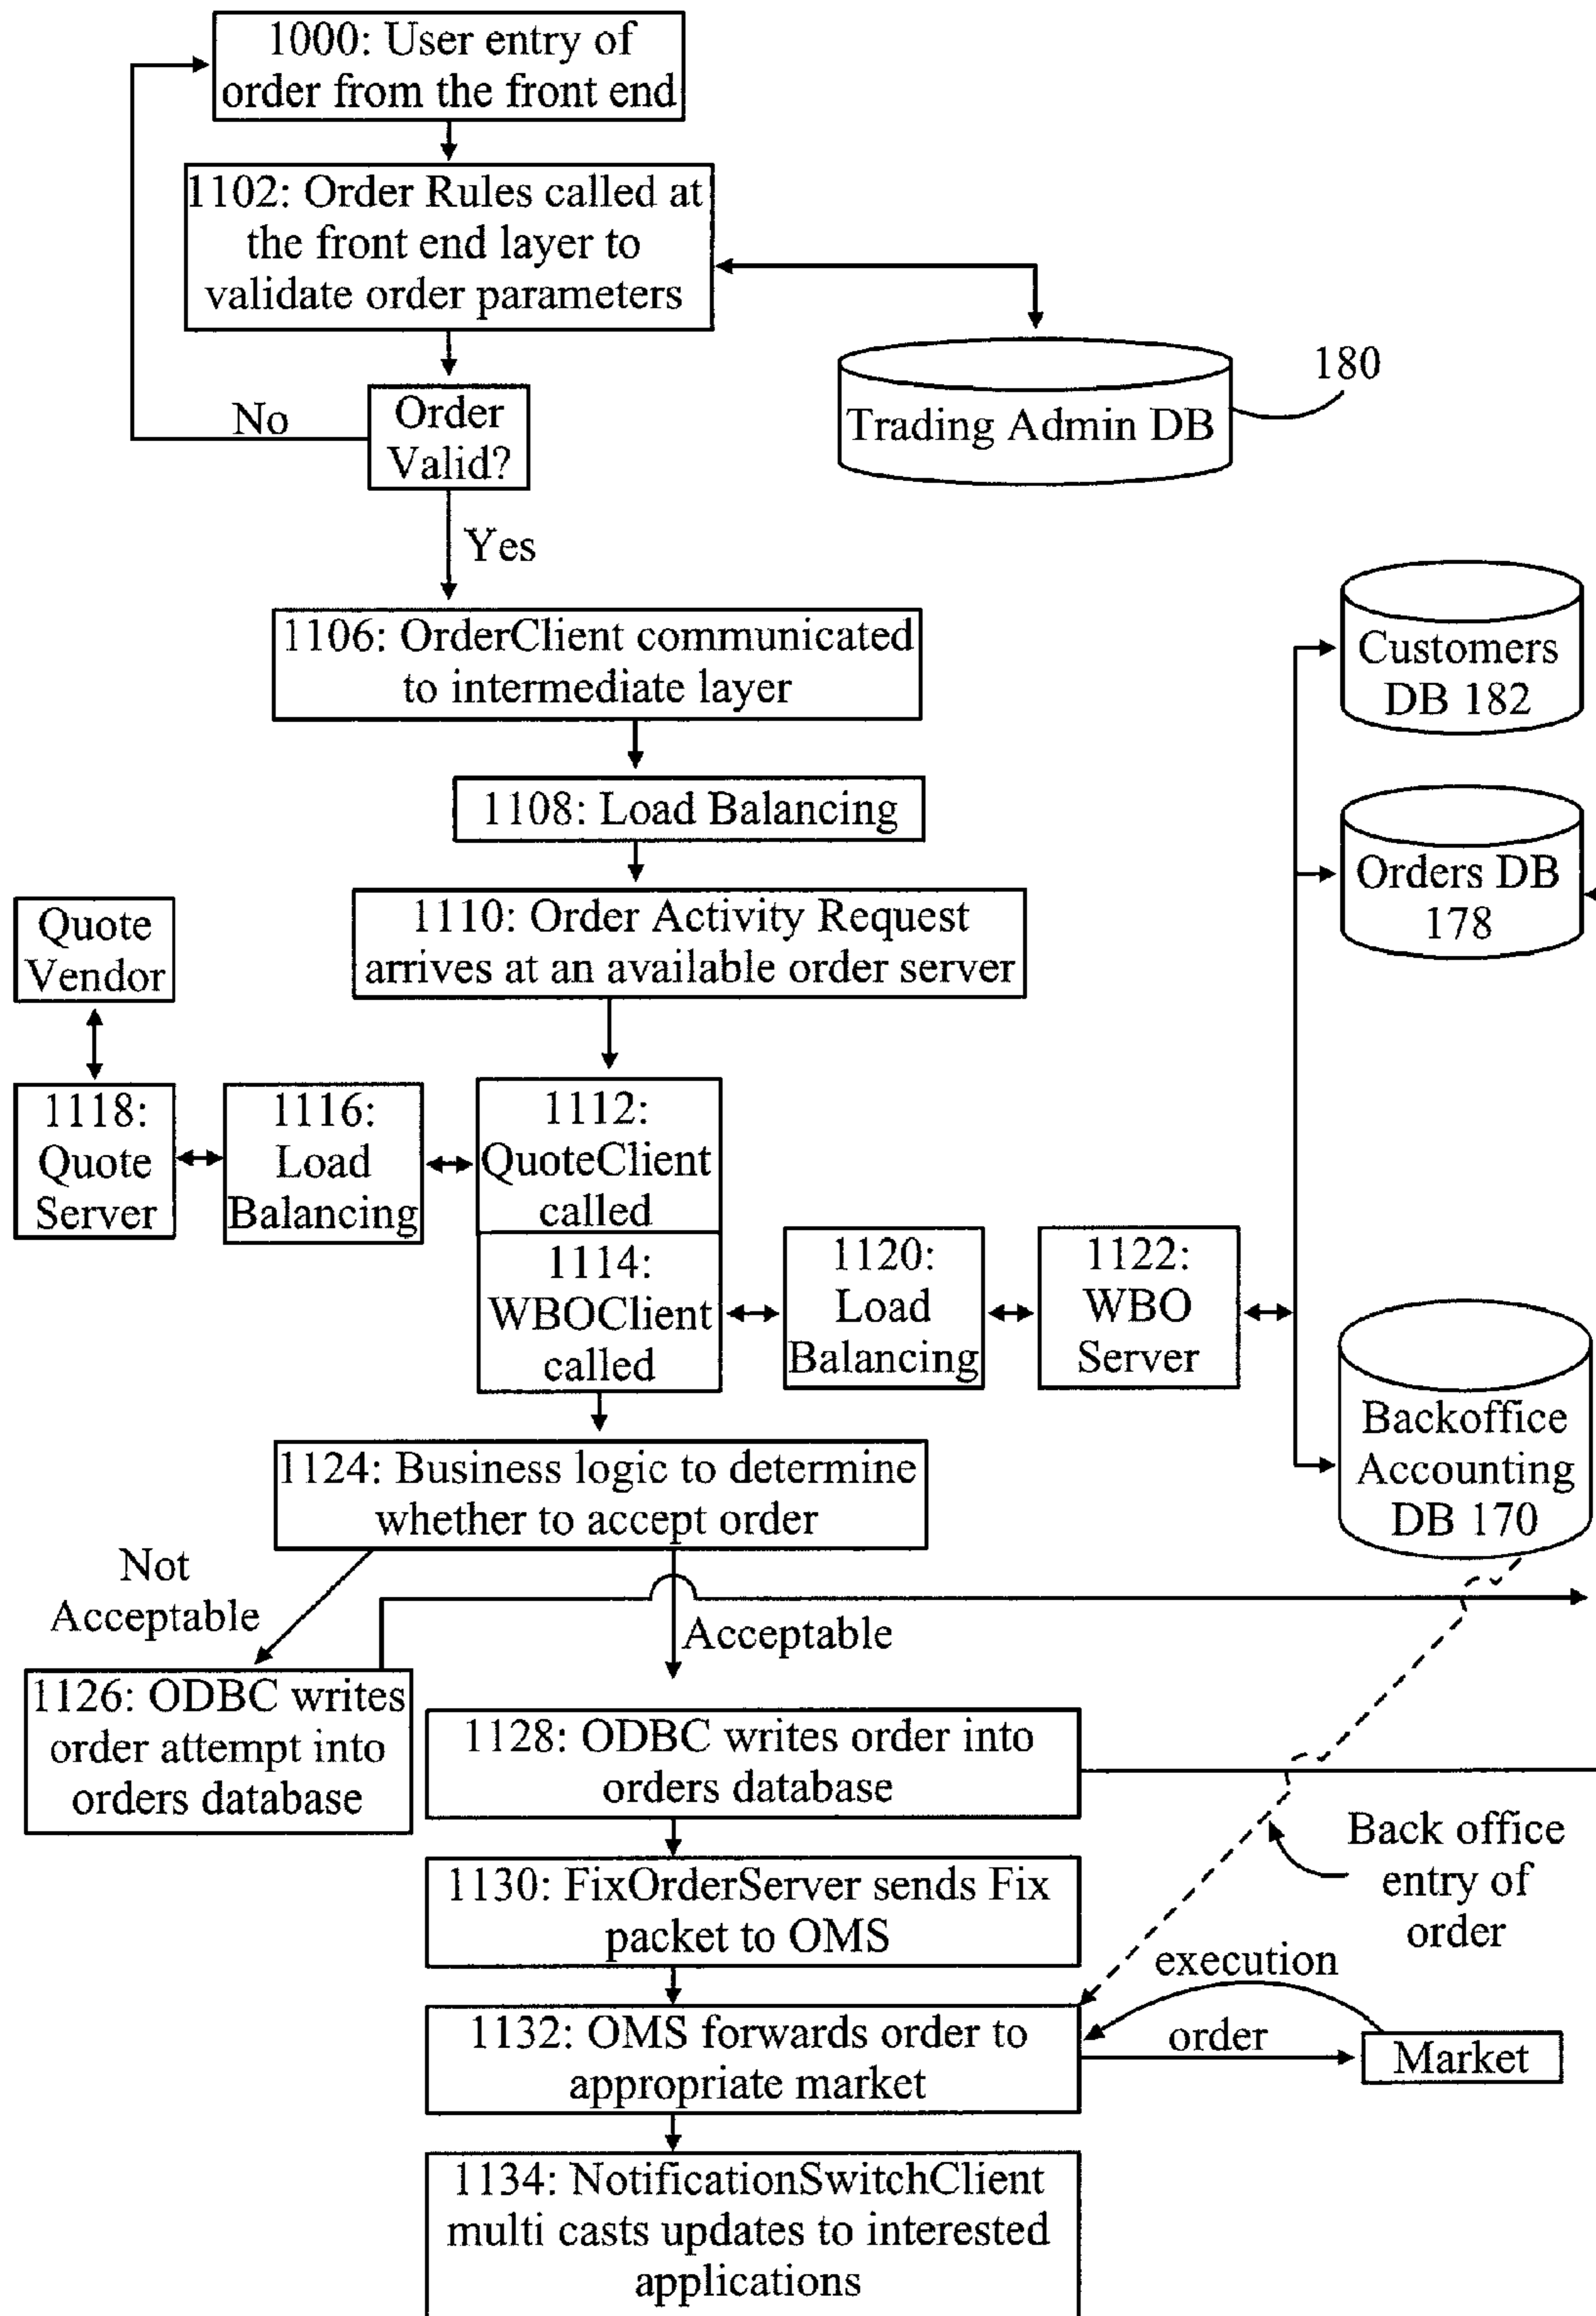 1000: User entry of
order from the front end
1102: Order Rules called at
the front end layer to
validate order parameters
180
Trading Admin DB
No
Order
Valid?
Yes
1106: OrderClient communicated
to intermediate layer
Customers
DB 182
1108: Load Balancing
Orders DB
178
1110: Order Activity Request
arrives at an available order server
Quote
Vendor
1118:
Quote
Server
1116:
Load
Balancing
1112:
QuoteClient
called
1114:
WBOClient
called
1120:
Load
Balancing
1122:
WBO
Server
Backoffice
Accounting
DB 170
1124: Business logic to determine
whether to accept order
Not
Acceptable
Acceptable
1126: ODBC writes
order attempt into
orders database
1128: ODBC writes order into
orders database
Back office
entry of
order
1130: FixOrderServer sends Fix
packet to OMS
execution
1132: OMS forwards order to
appropriate market
order
Market
1134: NotificationSwitchClient
multi casts updates to interested
applications